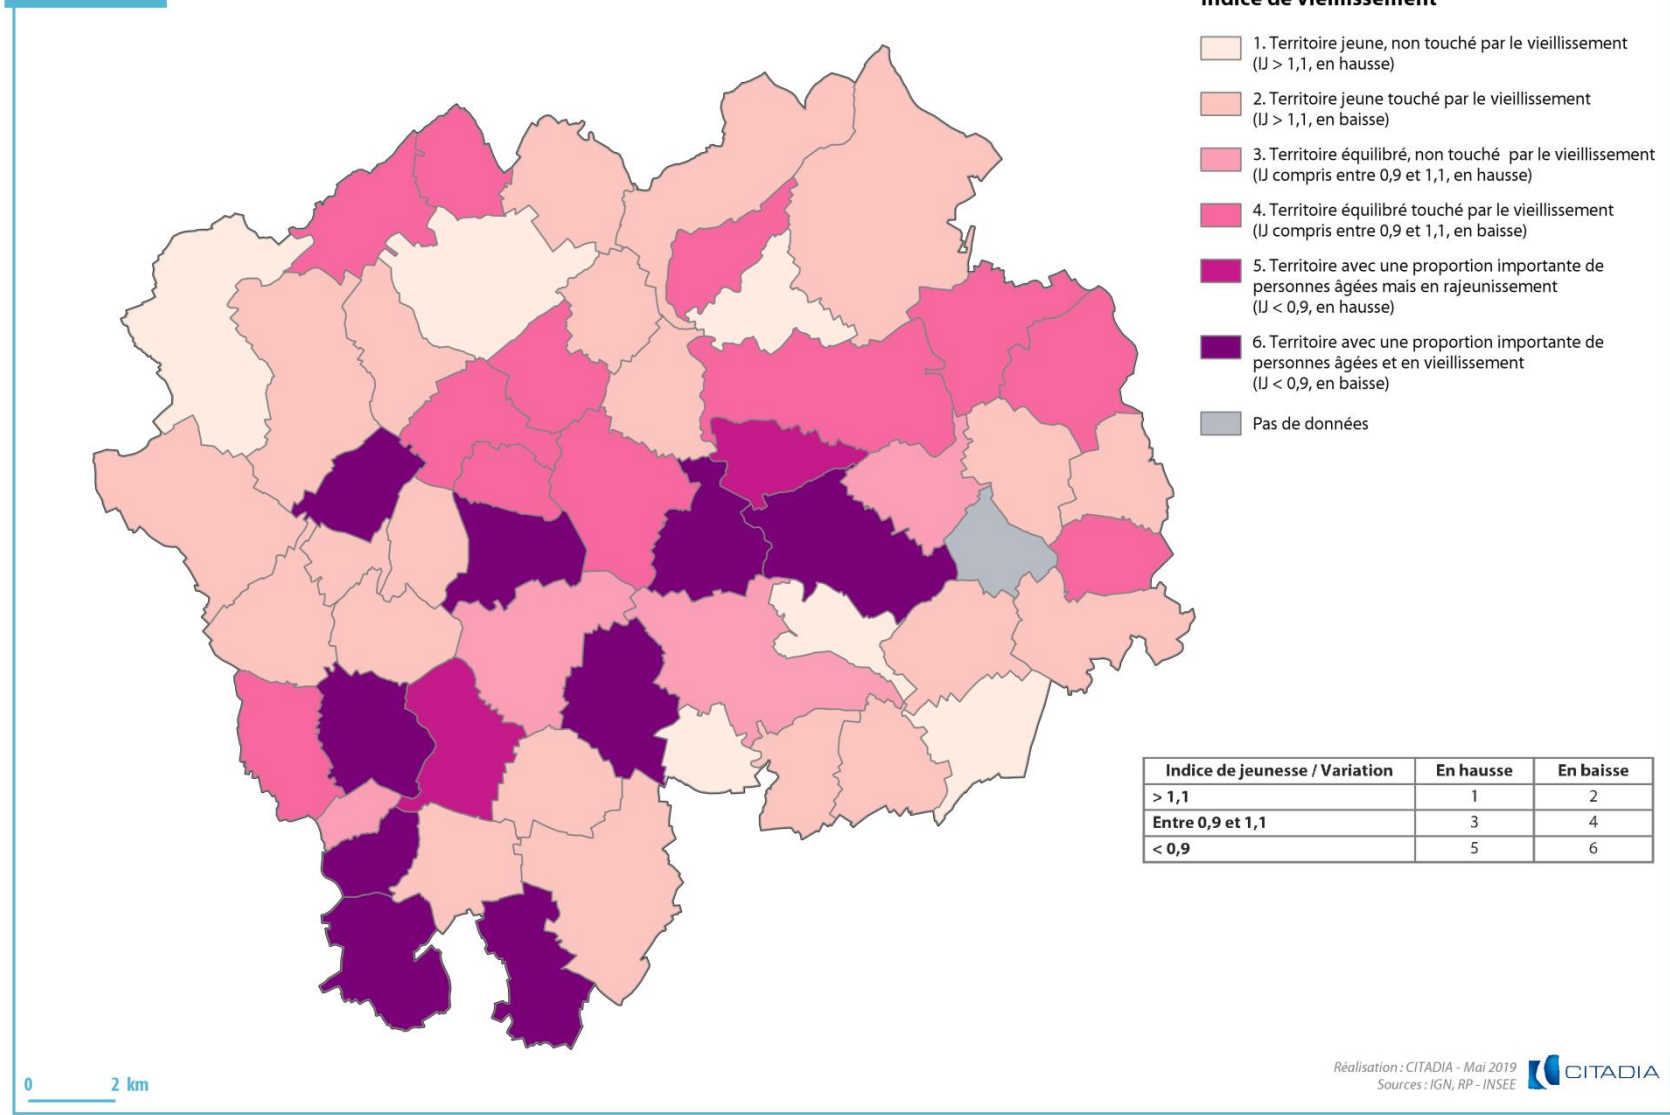 Indice de vieillissement
1. Territoire jeune, non touché par le vieillissement
(IJ > 1,1, en hausse)
2. Territoire jeune touché par le vieillissement
(IJ > 1,1, en baisse)
3. Territoire équilibré, non touché par le vieillissement
(IJ compris entre 0,9 et 1,1, en hausse)
4. Territoire équilibré touché par le vieillissement
(IJ compris entre 0,9 et 1,1, en baisse)
5. Territoire avec une proportion importante de
personnes âgées mais en rajeunissement
(IJ < 0,9, en hausse)
6. Territoire avec une proportion importante de
personnes âgées et en vieillissement
(IJ < 0,9, en baisse)
Pas de données
Indice de jeunesse / Variation En hausse En baisse
> 1,1 1 2
Entre 0,9 et 1,1 3 4
< 0,9 5 6
0 2 km
Réalisation : CITADIA - Mai 2019
Sources : IGN, RP - INSEE
CITADIA